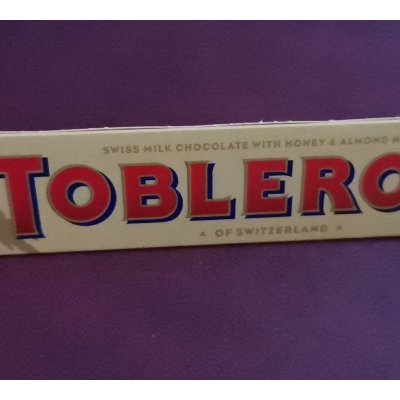 SWISS MILK CHOCOLATE WITH HONEY & ALMOND N
TOBLERO
OF SWITZERLAND